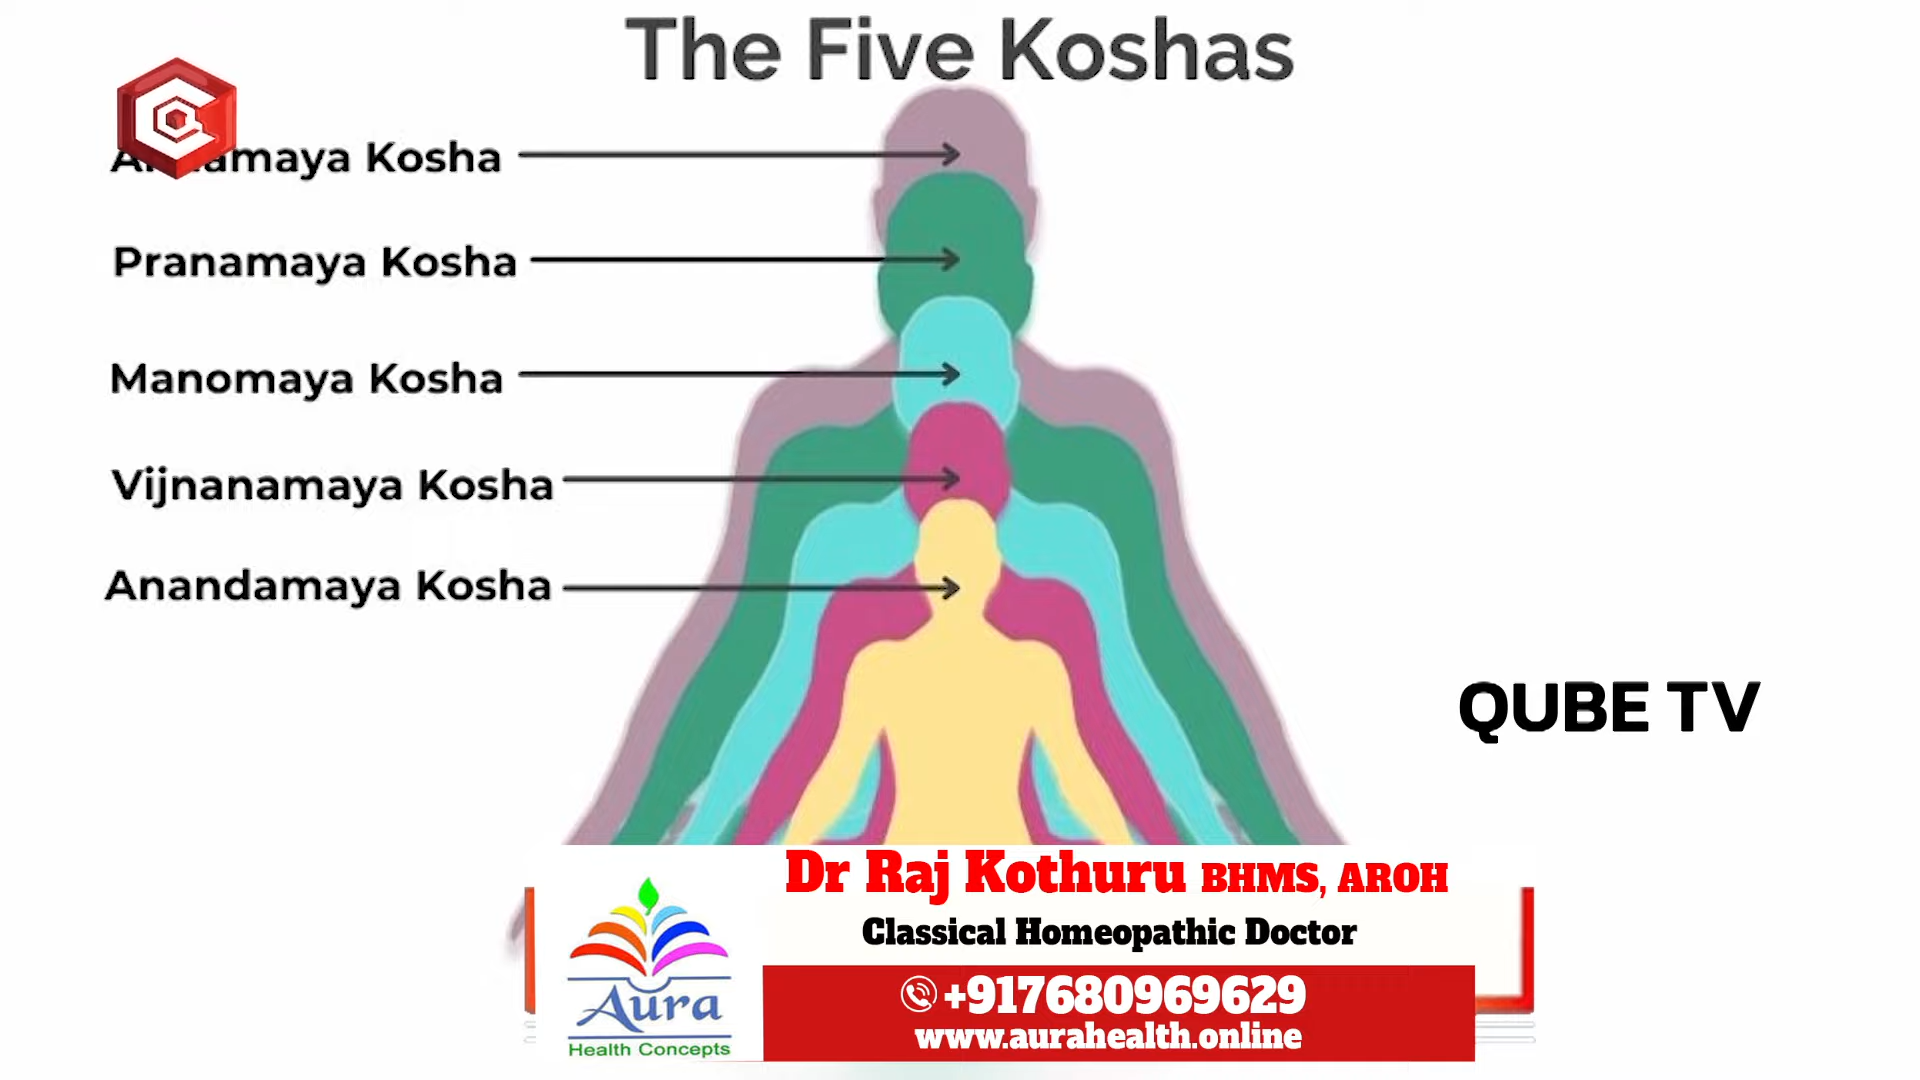 The Five Koshas
Kosha
Pranamaya Kosha
Manomaya Kosha
Vijnanamaya Kosha
Anandamaya Kosha
QUBE TV
Dr Raj Kothuru BHMS, AROH
Classical Homeopathic Doctor
+917680969629
www.aurahealth.online
Aura
Health Concepts